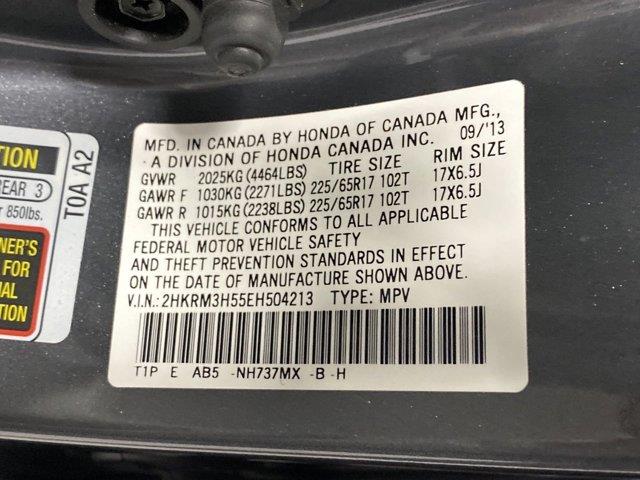 MFD. IN CANADA BY HONDA OF CANADA MFG.,
· A DIVISION OF HONDA CANADA INC. 09/'13
GVWR 2025KG (4464LBS) TIRE SIZE RIM SIZE
GAWR F 1030KG (2271LBS) 225/65R17 102T 17X6.5J
GAWR R 1015KG (2238LBS) 225/65R17 102T 17X6.5J
THIS VEHICLE CONFORMS TO ALL APPLICABLE
FEDERAL MOTOR VEHICLE SAFETY
AND THEFT PREVENTION STANDARDS IN EFFECT
ON THE DATE OF MANUFACTURE SHOWN ABOVE.
V.I.N.: 2HKRM3H55EH504213 TYPE: MPV
T1P E AB5 -NH737MX -B -H
TION
REAR 3
850lbs.
NER'S
FOR
TION
T0A A2